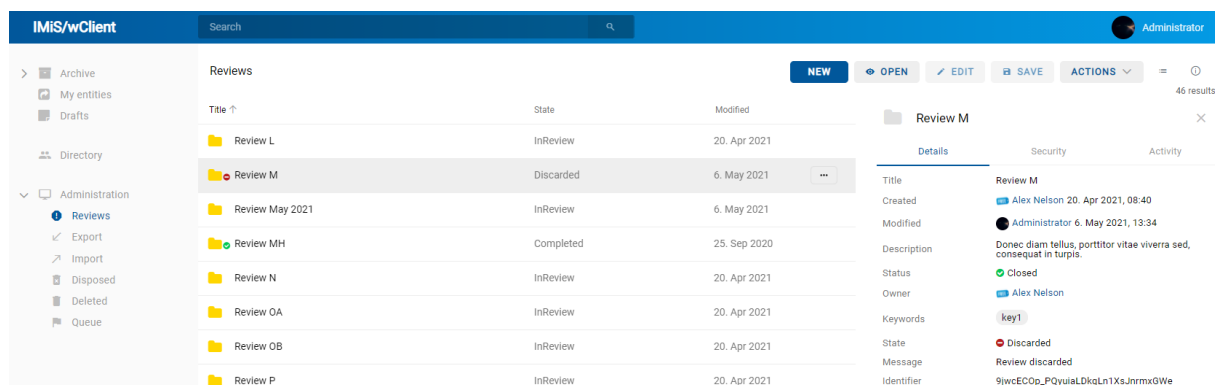 IMiS/wClient
Search
Administrator
Archive
My entities
Drafts
Directory
Administration
Reviews
Export
Import
Disposed
Deleted
Queue
Reviews
NEW
OPEN
EDIT
SAVE
ACTIONS
46 results
Title State Modified
Review L InReview 20. Apr 2021
Review M Discarded 6. May 2021
Review May 2021 InReview 6. May 2021
Review MH Completed 25. Sep 2020
Review N InReview 20. Apr 2021
Review OA InReview 20. Apr 2021
Review OB InReview 20. Apr 2021
Review P InReview 20. Apr 2021
Review M
Details Security Activity
Title Review M
Created Alex Nelson 20. Apr 2021, 08:40
Modified Administrator 6. May 2021, 13:34
Description Donec diam tellus, porttitor vitae viverra sed,
consequat in turpis.
Status Closed
Owner Alex Nelson
Keywords key1
State Discarded
Message Review discarded
Identifier